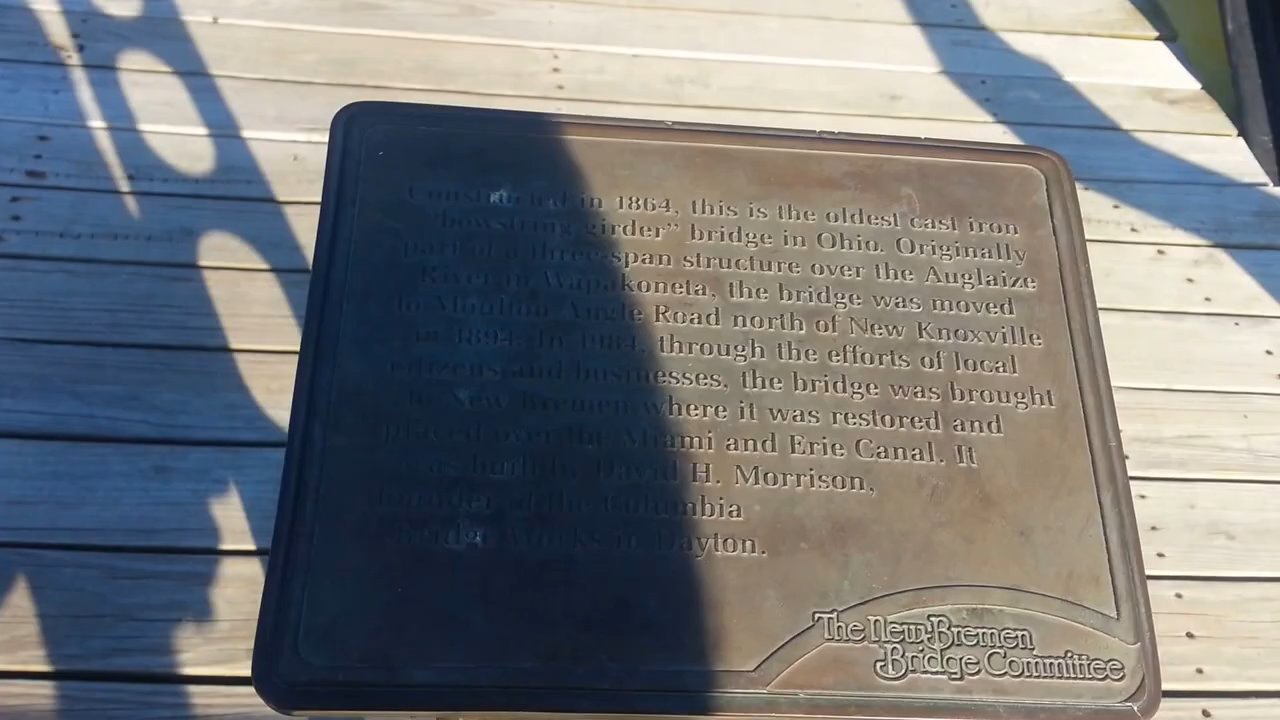 Constructed in 1864, this is the oldest cast iron
"bowstring girder" bridge in Ohio. Originally
part of a three-span structure over the Auglaize
River in Wapakoneta, the bridge was moved
to Moulton Angle Road north of New Knoxville
in 1894. In 1984, through the efforts of local
citizens and businesses, the bridge was brought
to New Bremen where it was restored and
placed over the Miami and Erie Canal. It
was built by David H. Morrison,
founder of the Columbia
Bridge Works in Dayton.
The New Bremen
Bridge Committee